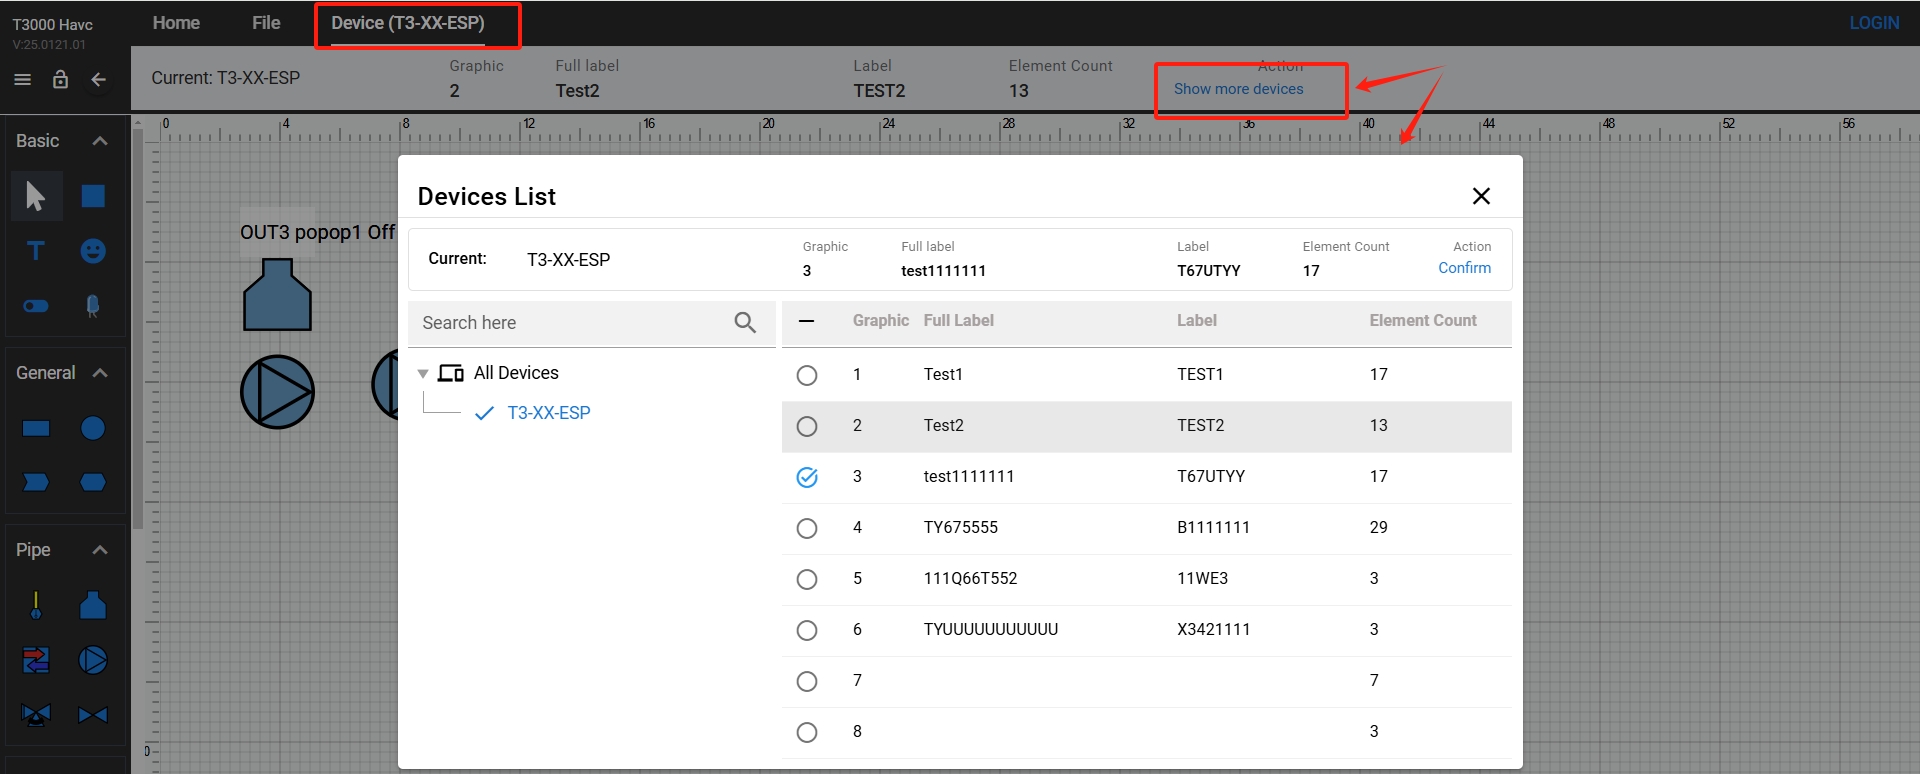 T3000 Havc
V:25.0121.01
Home File Device (T3-XX-ESP) LOGIN
Current: T3-XX-ESP
Graphic Full label Label Element Count Action
2 Test2 TEST2 13 Show more devices
0 4 8 12 16 20 24 28 32 36 40 44 48 52 56
Basic
T
General
Pipe
OUT3 popop1 Off
0
Devices List
Current: T3-XX-ESP
Graphic Full label Label Element Count Action
3 test1111111 T67UTYY 17 Confirm
Search here
All Devices
T3-XX-ESP
Graphic Full Label Label Element Count
1 Test1 TEST1 17
2 Test2 TEST2 13
3 test1111111 T67UTYY 17
4 TY675555 B1111111 29
5 111Q66T552 11WE3 3
6 TYUUUUUUUUUUU X3421111 3
7 7
8 3